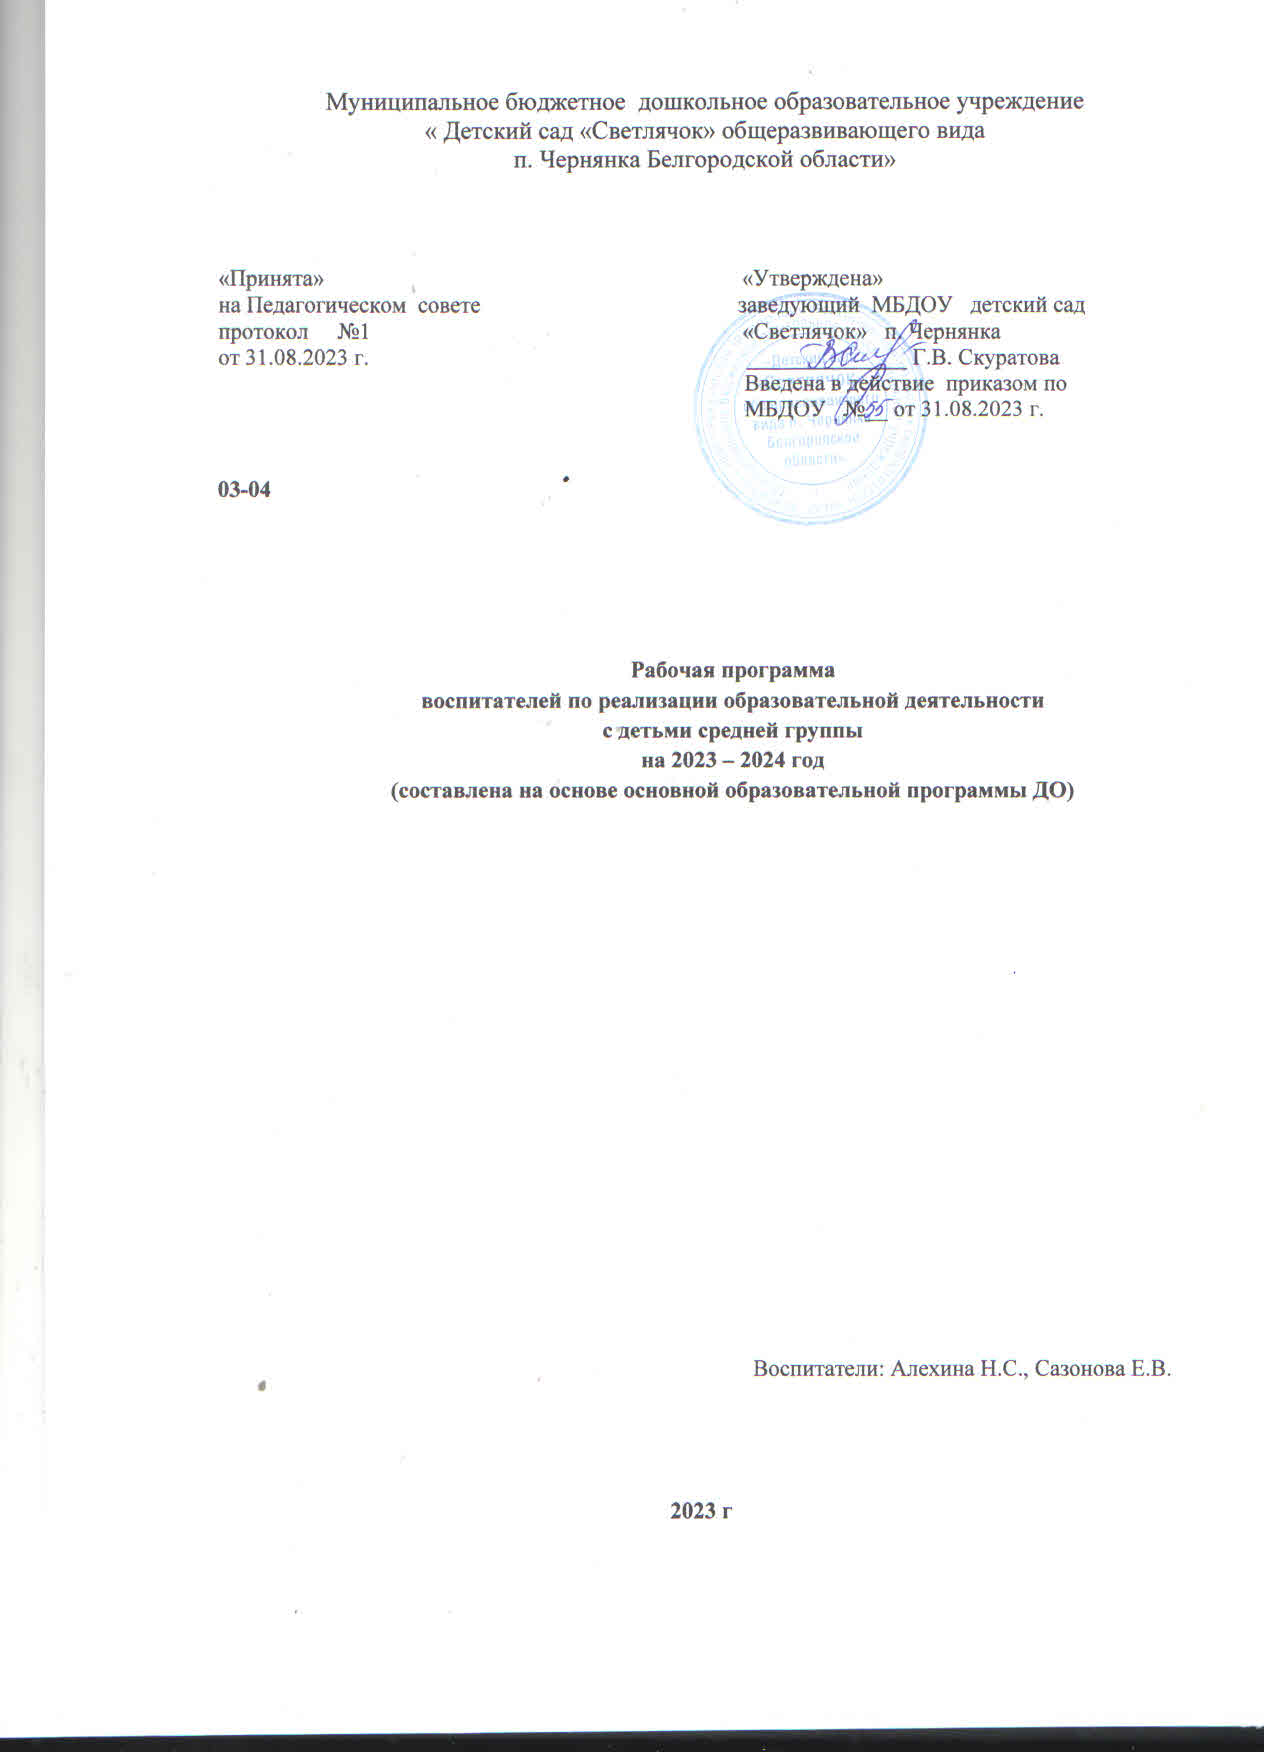 Муниципальное бюджетное дошкольное образовательное учреждение
« Детский сад «Светлячок» общеразвивающего вида
п. Чернянка Белгородской области»
«Принята»
на Педагогическом совете
протокол №1
от 31.08.2023 г.
«Утверждена»
заведующий МБДОУ детский сад
«Светлячок» п. Чернянка
Г.В. Скуратова
Введена в действие приказом по
МБДОУ №55 от 31.08.2023 г.
Белгородской
области»
03-04
Рабочая программа
воспитателей по реализации образовательной деятельности
с детьми средней группы
на 2023 – 2024 год
(составлена на основе основной образовательной программы ДО)
Воспитатели: Алехина Н.С., Сазонова Е.В.
2023 г